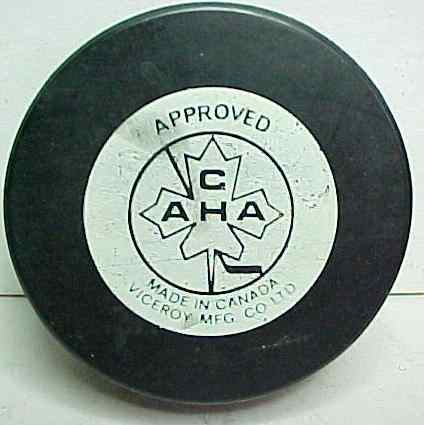 APPROVED
C
AHA
MADE IN CANADA
VICEROY MFG. CO. LTD